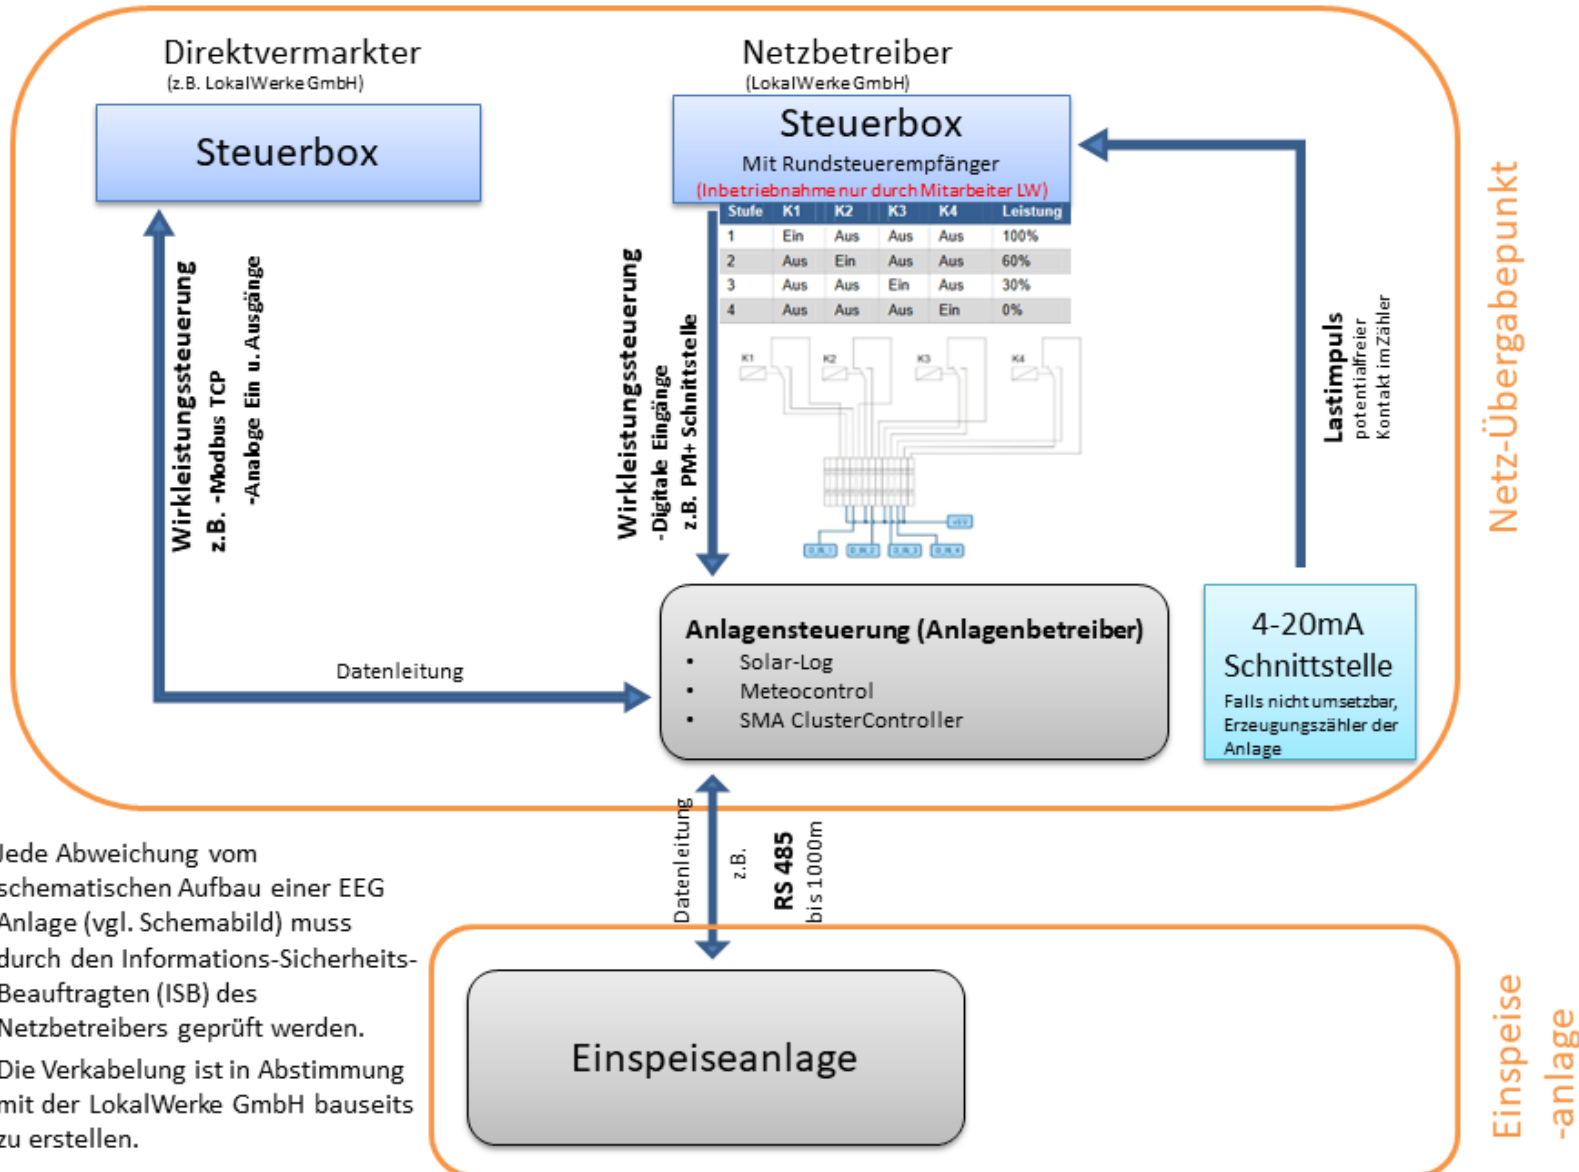 Direktvermarkter
(z.B. LokalWerke GmbH)
Steuerbox
Netzbetreiber
(LokalWerke GmbH)
Steuerbox
Mit Rundsteuerempfänger
(Inbetriebnahme nur durch Mitarbeiter LW)
Stufe K1 K2 K3 K4 Leistung
1 Ein Aus Aus Aus 100%
2 Aus Ein Aus Aus 60%
3 Aus Aus Ein Aus 30%
4 Aus Aus Aus Ein 0%
K1 K2 K3 K4
+5V
D_IN_1 D_IN_2 D_IN_3 D_IN_4
Wirkleistungssteuerung
z.B. -Modbus TCP
-Analoge Ein u. Ausgänge
Wirkleistungssteuerung
-Digitale Eingänge
z.B. PM+ Schnittstelle
Lastimpuls
potentialfreier
Kontakt im Zähler
Netz-Übergabepunkt
Datenleitung
Anlagensteuerung (Anlagenbetreiber)
• Solar-Log
• Meteocontrol
• SMA ClusterController
4-20mA
Schnittstelle
Falls nicht umsetzbar,
Erzeugungszähler der
Anlage
Datenleitung
z.B.
RS 485
bis 1000m
Jede Abweichung vom
schematischen Aufbau einer EEG
Anlage (vgl. Schemabild) muss
durch den Informations-Sicherheits-
Beauftragten (ISB) des
Netzbetreibers geprüft werden.
Die Verkabelung ist in Abstimmung
mit der LokalWerke GmbH bauseits
zu erstellen.
Einspeiseanlage
Einspeise
-anlage